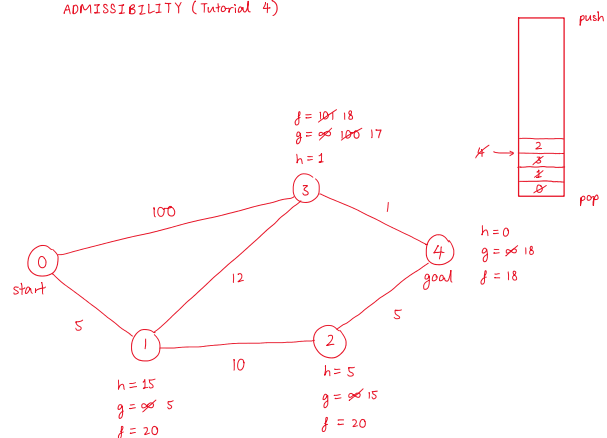 ADMISSIBILITY (Tutorial 4)
push
f = 101 18
g = ∞ 100 17
h = 1
2
4
3
1
0
pop
3
100
1
h = 0
g = ∞ 18
f = 18
0
start
4
goal
12
5
5
1
2
10
h = 15
g = ∞ 5
f = 20
h = 5
g = ∞ 15
f = 20